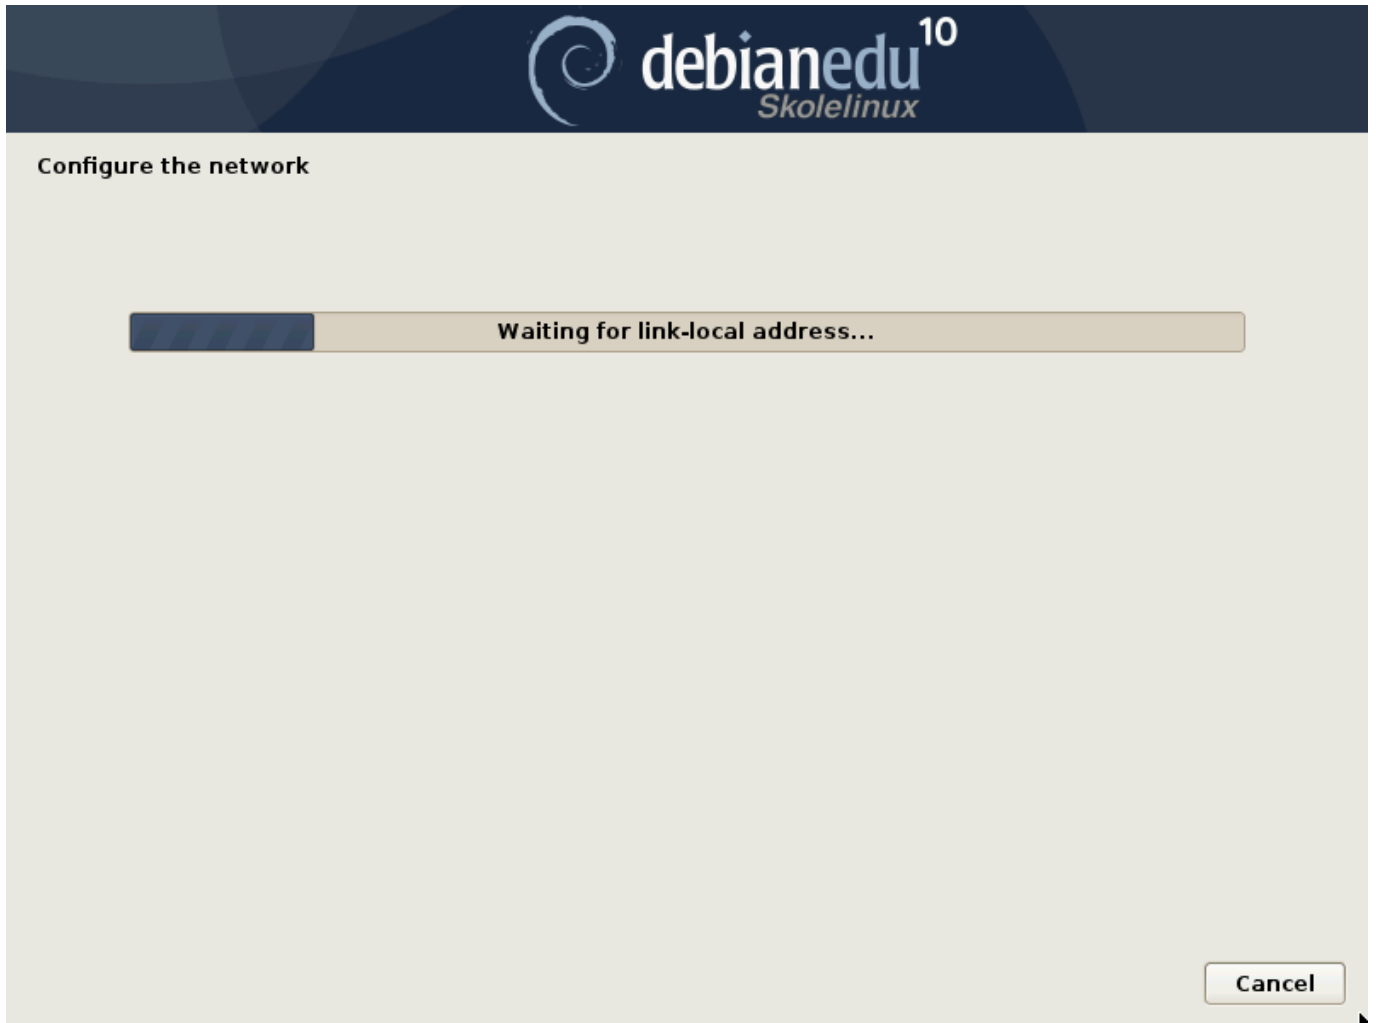 debianedu 10
Skolelinux
Configure the network
Waiting for link-local address...
Cancel